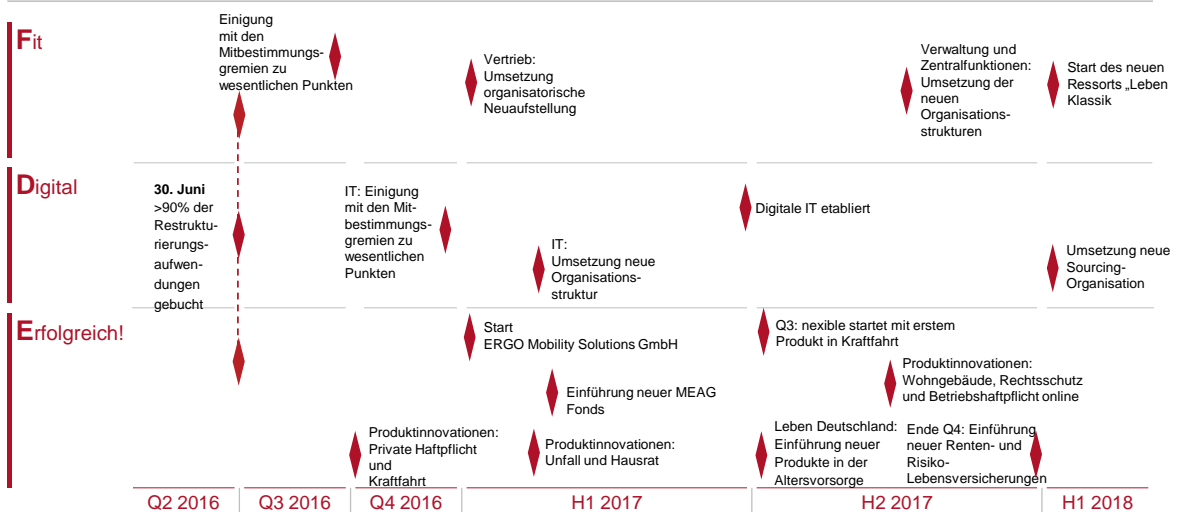 Fit
Einigung
mit den
Mitbestimmungs-
gremien zu
wesentlichen Punkten
Vertrieb:
Umsetzung
organisatorische
Neuaufstellung
Verwaltung und
Zentralfunktionen:
Umsetzung der
neuen
Organisations-
strukturen
Start des neuen
Ressorts „Leben
Klassik
Digital
30. Juni
>90% der
Restruktu-
rierungs-
aufwen-
dungen
gebucht
IT: Einigung
mit den Mit-
bestimmungs-
gremien zu
wesentlichen
Punkten
IT:
Umsetzung neue
Organisations-
struktur
Digitale IT etabliert
Umsetzung neue
Sourcing-
Organisation
Erfolgreich!
Start
ERGO Mobility Solutions GmbH
Q3: nexible startet mit erstem
Produkt in Kraftfahrt
Einführung neuer MEAG
Fonds
Produktinnovationen:
Wohngebäude, Rechtsschutz
und Betriebshaftpflicht online
Produktinnovationen:
Private Haftpflicht
und
Kraftfahrt
Produktinnovationen:
Unfall und Hausrat
Leben Deutschland:
Einführung neuer
Produkte in der
Altersvorsorge
Ende Q4: Einführung
neuer Renten- und
Risiko-
Lebensversicherungen
Q2 2016
Q3 2016
Q4 2016
H1 2017
H2 2017
H1 2018